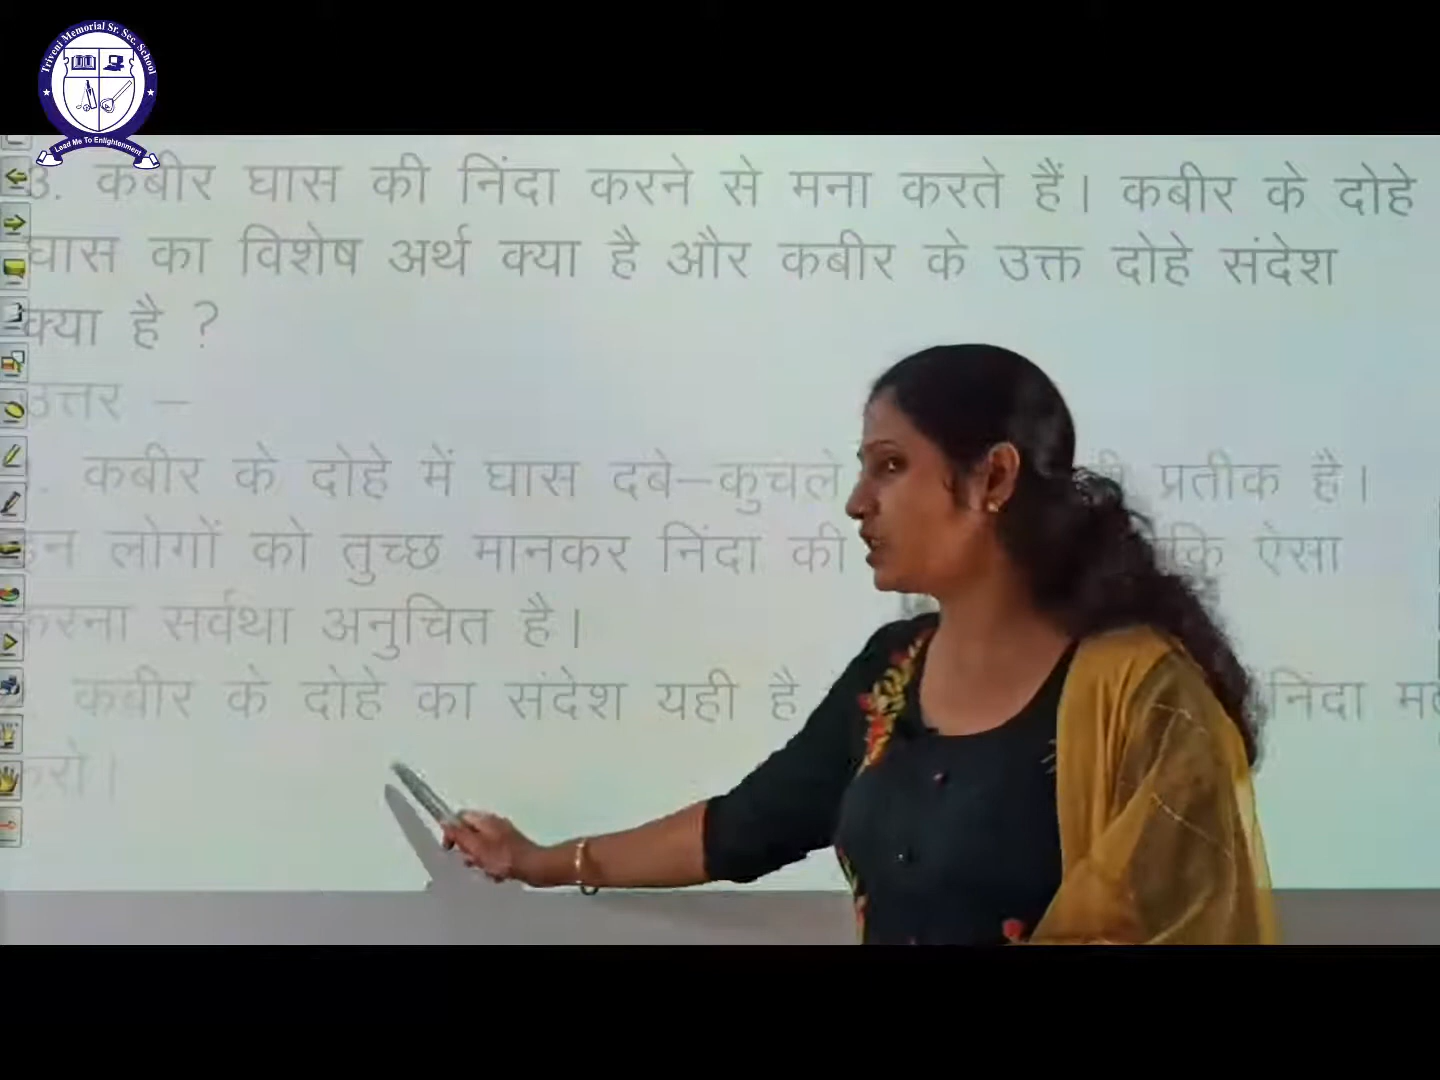 Triveni Memorial Sr. Sec. School
Lead Me To Enlightenment
3. कबीर घास की निंदा करने से मना करते हैं। कबीर के दोहे
घास का विशेष अर्थ क्या है और कबीर के उक्त दोहे संदेश
क्या है ?
उत्तर –
. कबीर के दोहे में घास दबे–कुचले प्रतीक है।
लोगों को तुच्छ मानकर निंदा की ऐसा
करना सर्वथा अनुचित है।
कबीर के दोहे का संदेश यही है निंदा